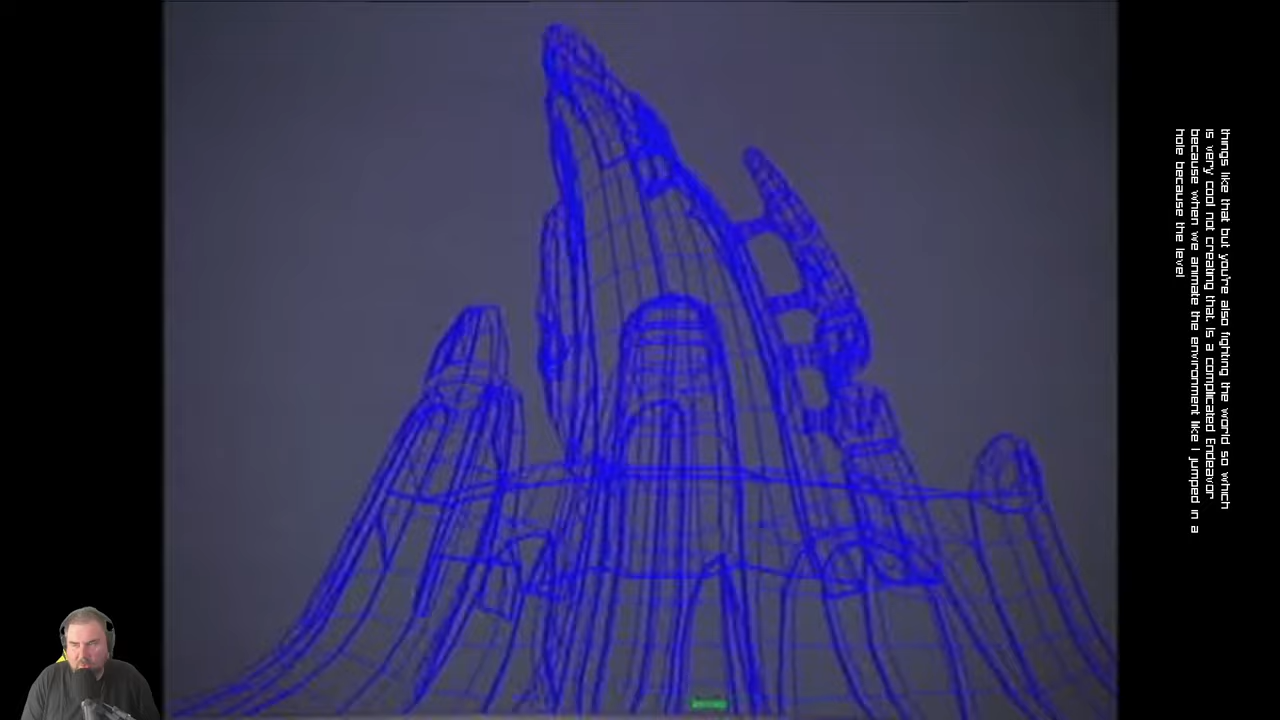 things like that but you're also fighting the world so which
is very cool not creating that is a complicated Endeavor
because when we animate the environment like I jumped in a
hole because the level